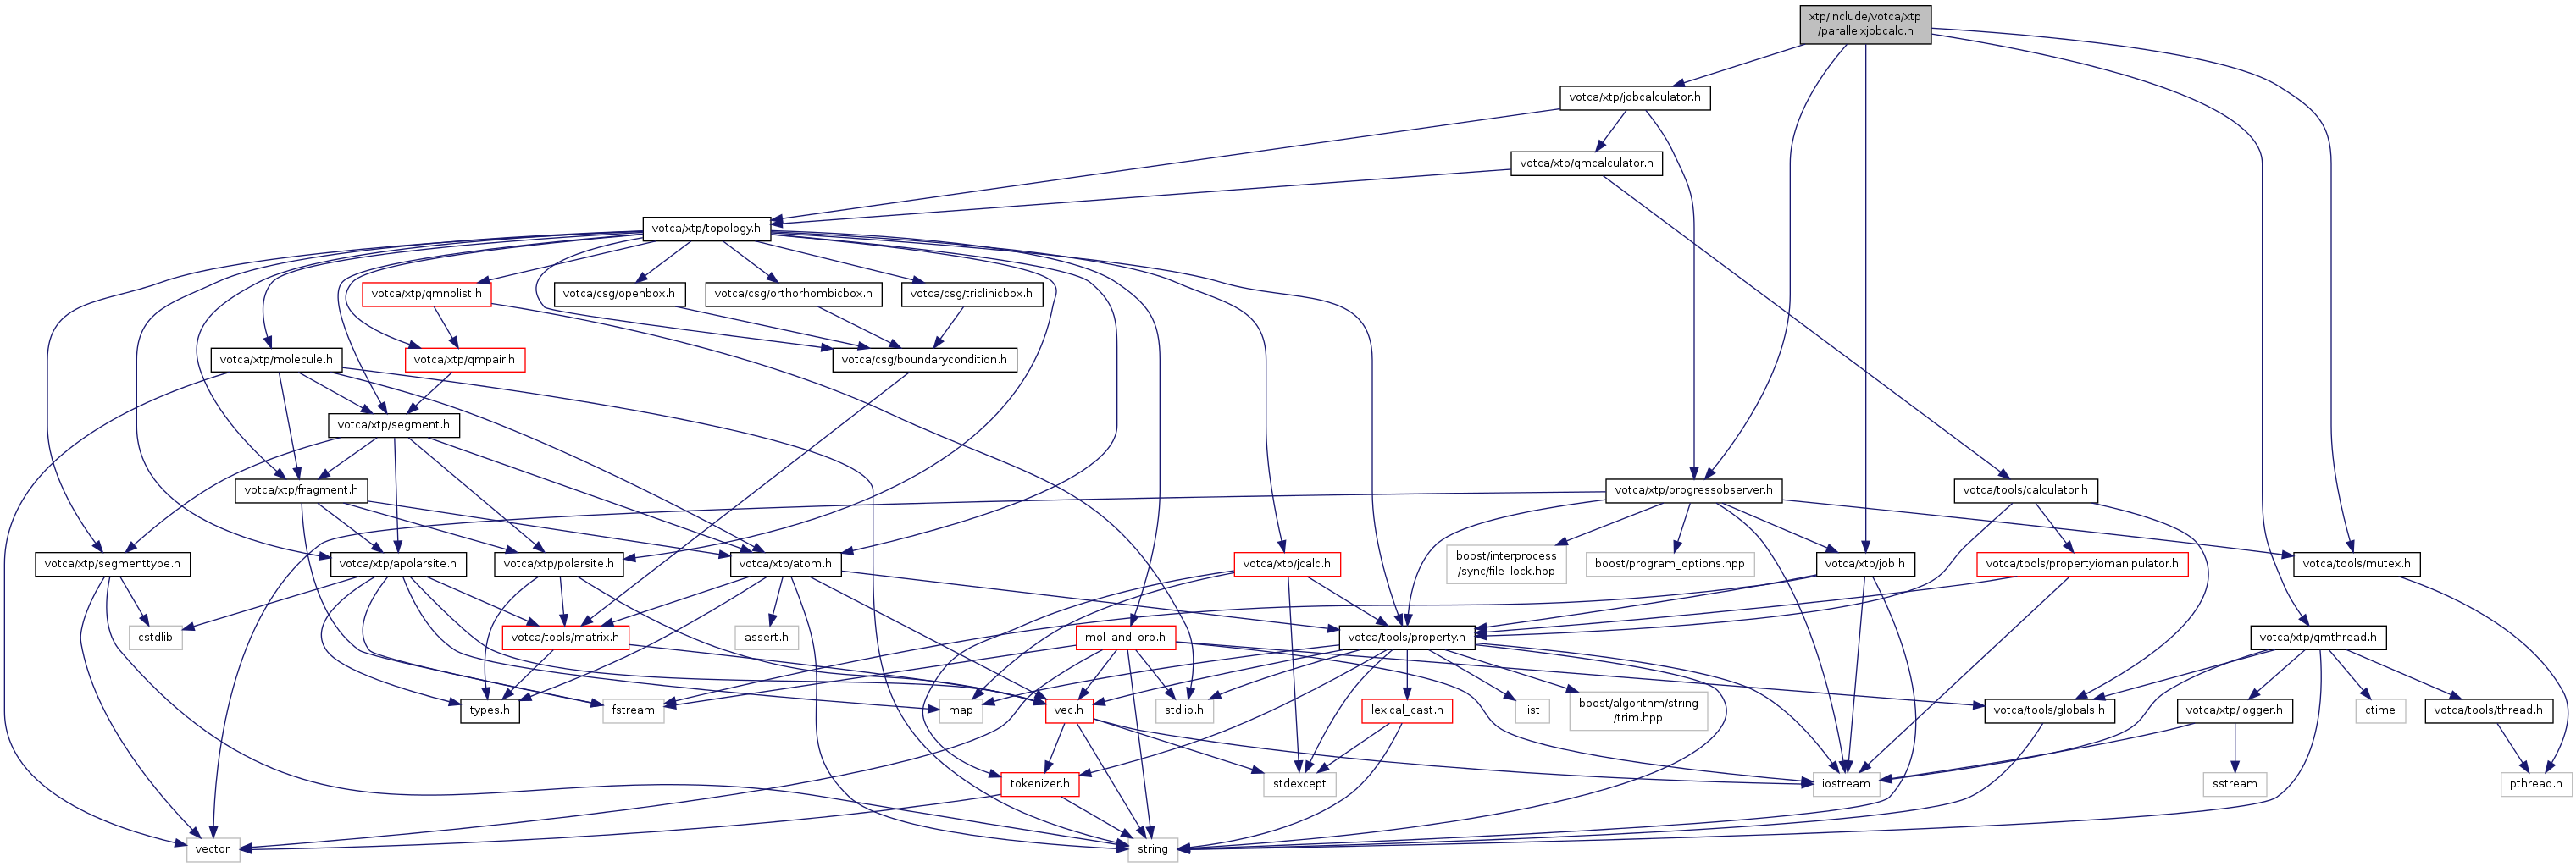 xtp/include/votca/xtp
/parallelxjobcalc.h
votca/xtp/jobcalculator.h
votca/xtp/qmcalculator.h
votca/xtp/topology.h
votca/xtp/qmnblist.h
votca/csg/openbox.h
votca/csg/orthorhombicbox.h
votca/csg/triclinicbox.h
votca/xtp/molecule.h
votca/xtp/qmpair.h
votca/csg/boundarycondition.h
votca/xtp/segment.h
votca/xtp/fragment.h
votca/xtp/progressobserver.h
votca/tools/calculator.h
votca/xtp/segmenttype.h
votca/xtp/apolarsite.h
votca/xtp/polarsite.h
votca/xtp/atom.h
votca/xtp/jcalc.h
boost/interprocess
/sync/file_lock.hpp
boost/program_options.hpp
votca/xtp/job.h
votca/tools/propertyiomanipulator.h
votca/tools/mutex.h
cstdlib
votca/tools/matrix.h
assert.h
mol_and_orb.h
votca/tools/property.h
votca/xtp/qmthread.h
types.h
fstream
map
vec.h
stdlib.h
lexical_cast.h
list
boost/algorithm/string
/trim.hpp
votca/tools/globals.h
votca/xtp/logger.h
ctime
votca/tools/thread.h
tokenizer.h
stdexcept
iostream
sstream
pthread.h
vector
string